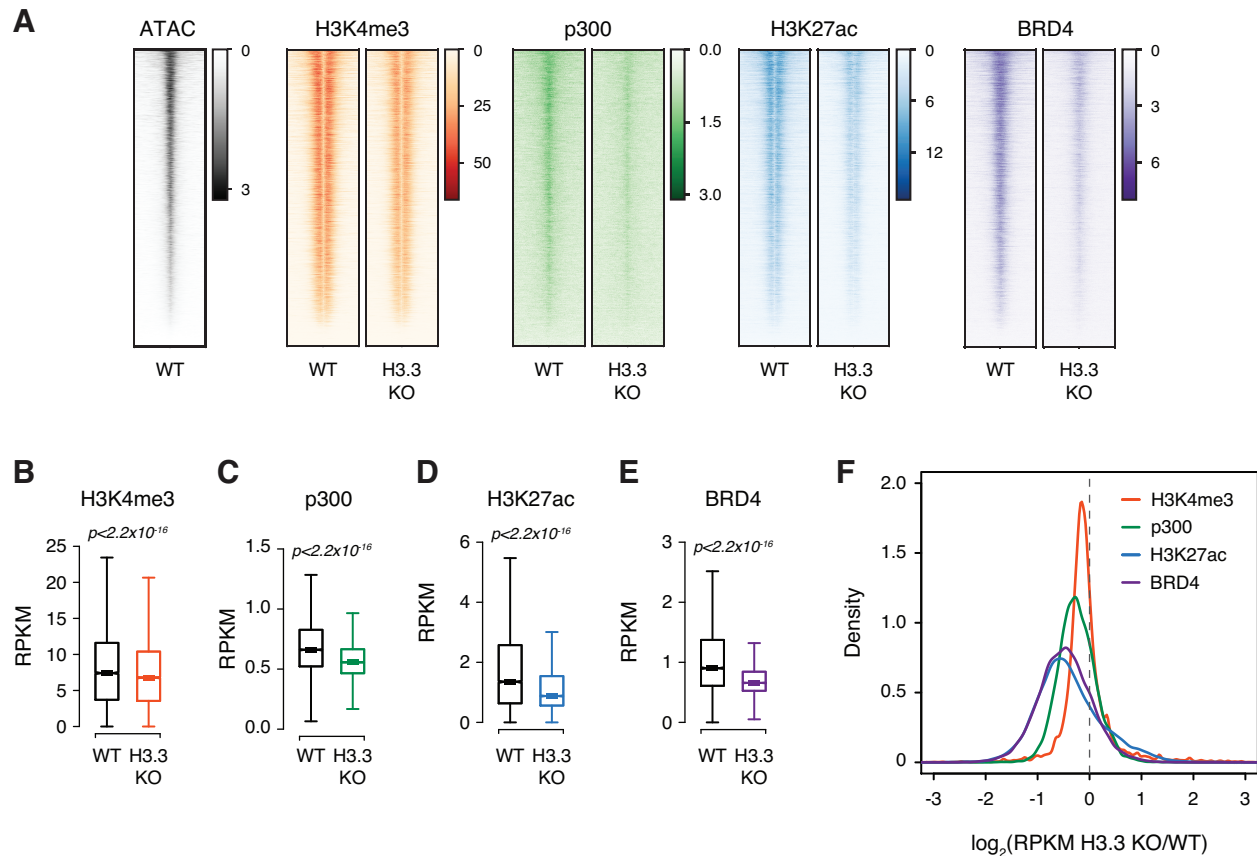 A
ATAC H3K4me3 p300 H3K27ac BRD4
0 0 0.0 0 0
25 1.5 6 3
50 12 6
3 3.0
WT WT H3.3 KO WT H3.3 KO WT H3.3 KO WT H3.3 KO
B
H3K4me3
p<2.2x10-16
RPKM
25
20
15
10
5
0
WT H3.3 KO
C
p300
p<2.2x10-16
RPKM
1.5
1.0
0.5
0.0
WT H3.3 KO
D
H3K27ac
p<2.2x10-16
RPKM
6
4
2
0
WT H3.3 KO
E
BRD4
p<2.2x10-16
RPKM
3
2
1
0
WT H3.3 KO
F
Density
2.0
1.5
1.0
0.5
0
H3K4me3
p300
H3K27ac
BRD4
-3 -2 -1 0 1 2 3
log2(RPKM H3.3 KO/WT)